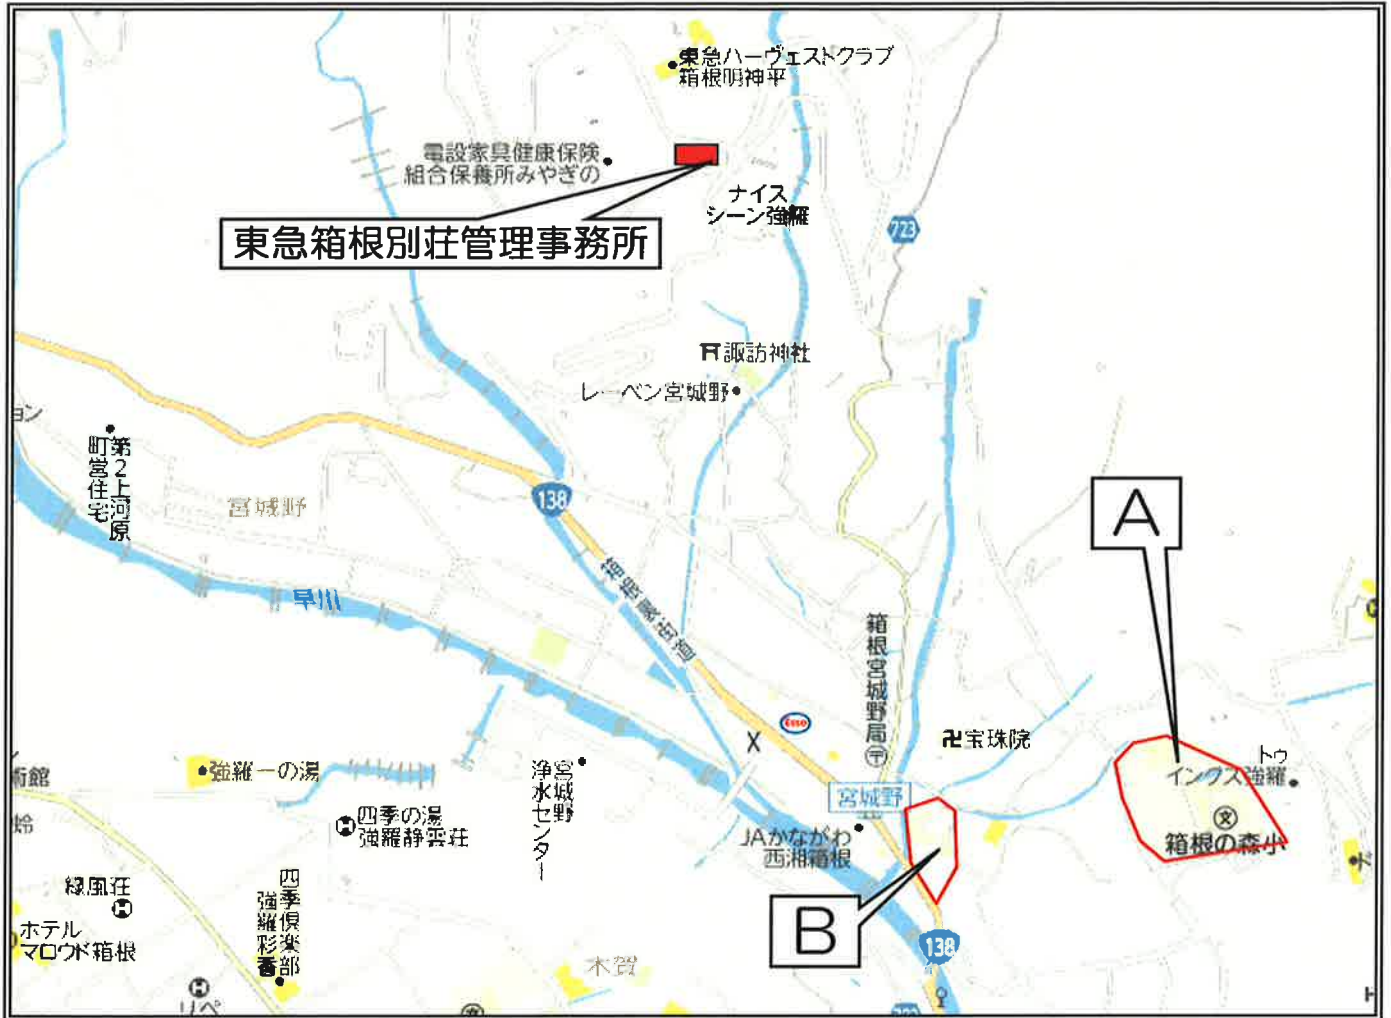 東急ハーヴェストクラブ
箱根明神平
電設家具健康保険
組合保養所みやぎの
ナイス
シーン強羅
東急箱根別荘管理事務所
723
諏訪神社
レーベン宮城野
ョン
第2上河原
町営住宅
宮城野
138
A
早川
箱根裏街道
箱根宮城野局
Esso
X
宝珠院
トゥ
インクス強羅
強羅一の湯
術館
宮城野
浄水センター
宮城野
四季の湯
強羅静雲荘
JAかながわ
西湘箱根
文
箱根の森小
緑風荘
H
四季倶楽部
強羅彩香
B
ホテル
マロウド箱根
138
木賀
H
リペ